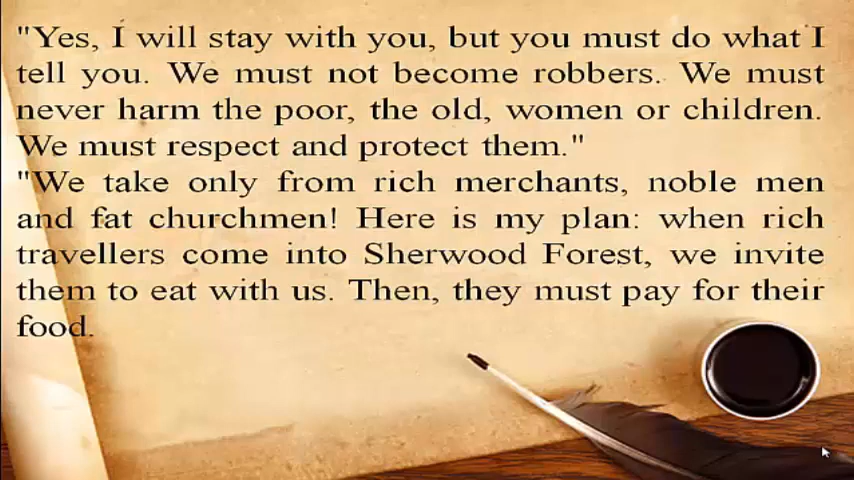 "Yes, I will stay with you, but you must do what I
tell you. We must not become robbers. We must
never harm the poor, the old, women or children.
We must respect and protect them."
"We take only from rich merchants, noble men
and fat churchmen! Here is my plan: when rich
travellers come into Sherwood Forest, we invite
them to eat with us. Then, they must pay for their
food.